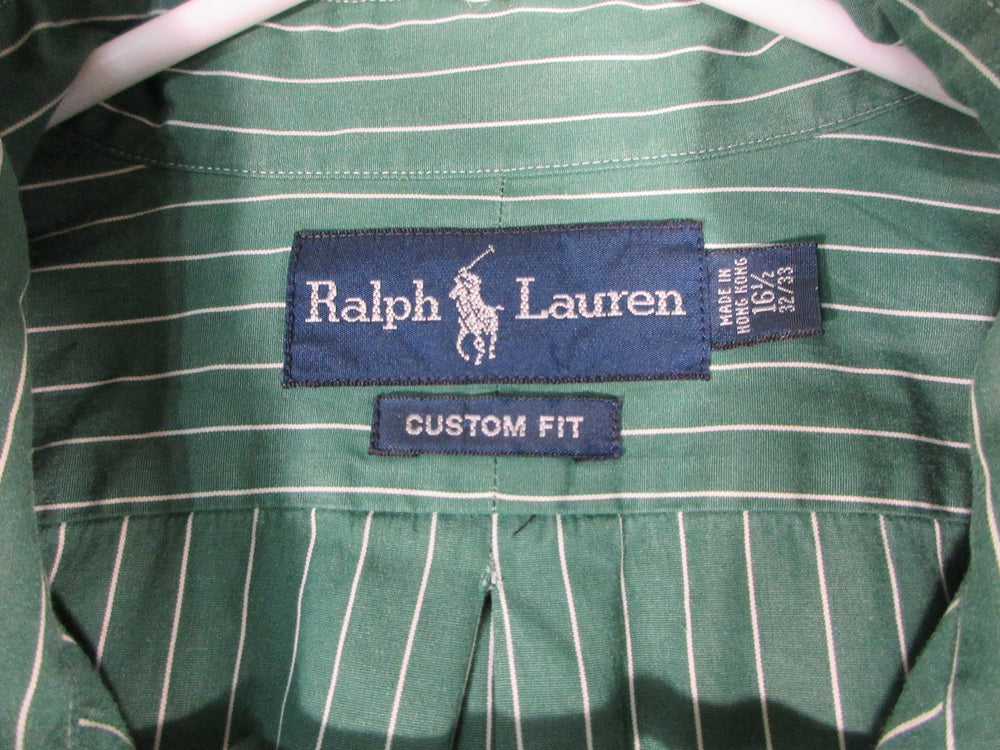 Ralph Lauren
MADE IN
HONG KONG
16½
32/33
CUSTOM FIT